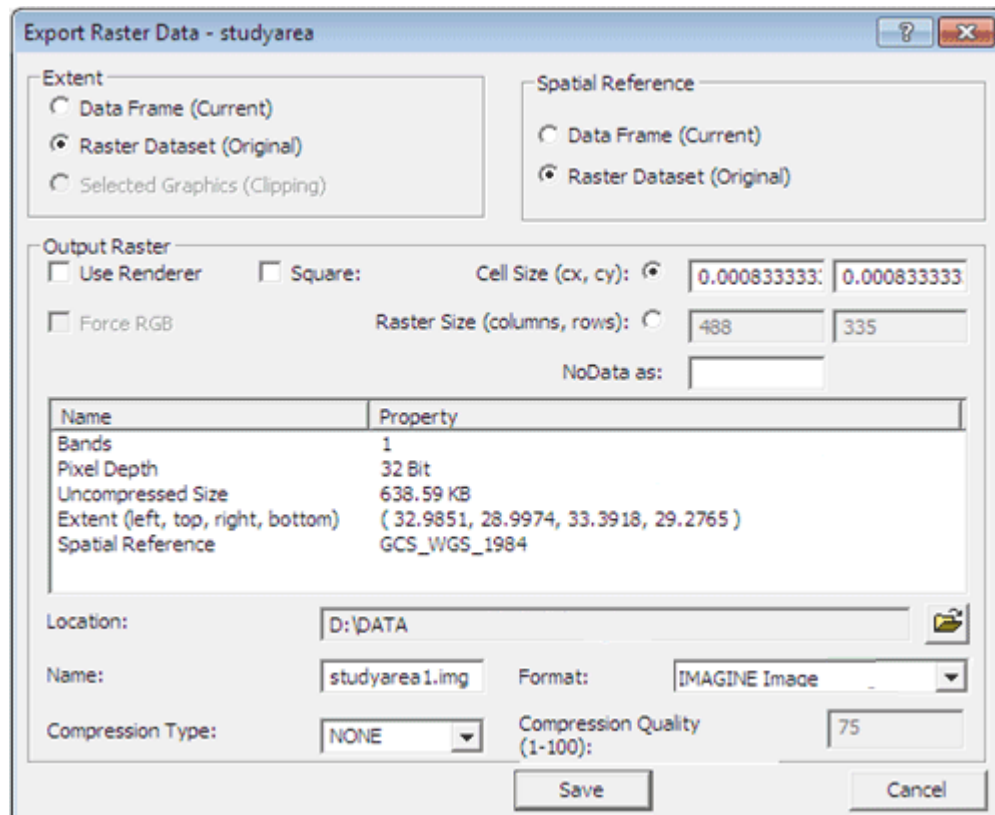 Export Raster Data - studyarea
Extent
Data Frame (Current)
Raster Dataset (Original)
Selected Graphics (Clipping)
Spatial Reference
Data Frame (Current)
Raster Dataset (Original)
Output Raster
Use Renderer
Square:
Cell Size (cx, cy):
0.000833333:
0.000833333
Force RGB
Raster Size (columns, rows):
488
335
NoData as:
Name Property
Bands 1
Pixel Depth 32 Bit
Uncompressed Size 638.59 KB
Extent (left, top, right, bottom) ( 32.9851, 28.9974, 33.3918, 29.2765 )
Spatial Reference GCS_WGS_1984
Location:
D:\DATA
Name:
studyarea1.img
Format:
IMAGINE Image
Compression Type:
NONE
Compression Quality
(1-100):
75
Save
Cancel